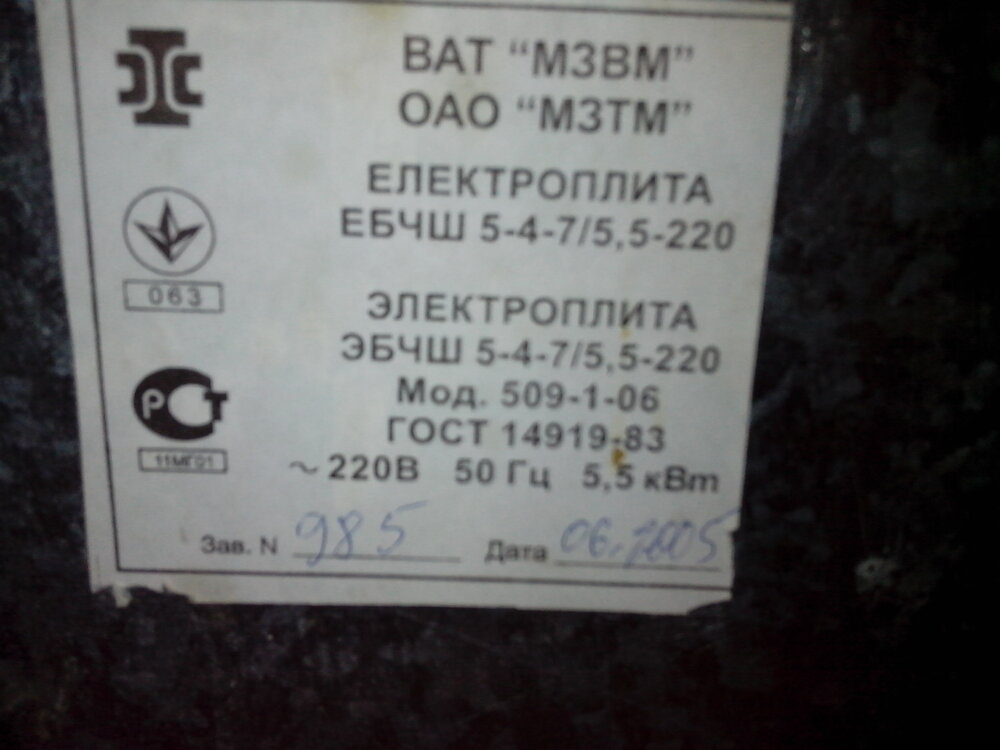 ВАТ “МЗВМ”
ОАО “МЗТМ”
ЕЛЕКТРОПЛИТА
ЕБЧШ 5-4-7/5,5-220
063
ЭЛЕКТРОПЛИТА
ЭБЧШ 5-4-7/5,5-220
Мод. 509-1-06
РСТ
ГОСТ 14919-83
11МГ01
~ 220В 50 Гц 5,5 кВт
Зав. N 985 Дата 06.2005